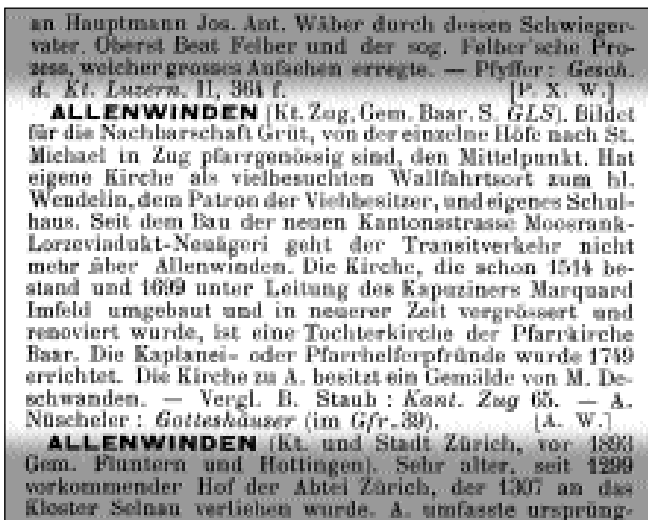 an Hauptmann Jos. Ant. Wäber durch dessen Schwieger-
vater. Oberst Beat Felber und der sog. Felber'sche Pro-
zess, welcher grosses Aufsehen erregte. — Pfyffer: Gesch.
d. Kt. Luzern. II, 364 f. [P. X. W.]
ALLENWINDEN (Kt. Zug, Gem. Baar. S. GLS). Bildet
für die Nachbarschaft Grüt, von der einzelne Höfe nach St.
Michael in Zug pfarrgenössig sind, den Mittelpunkt. Hat
eigene Kirche als vielbesuchten Wallfahrtsort zum hl.
Wendelin, dem Patron der Viehbesitzer, und eigenes Schul-
haus. Seit dem Bau der neuen Kantonsstrasse Moosrank-
Lorzeviadukt-Neuägeri geht der Transitverkehr nicht
mehr über Allenwinden. Die Kirche, die schon 1514 be-
stand und 1699 unter Leitung des Kapuziners Marquard
Imfeld umgebaut und in neuerer Zeit vergrössert und
renoviert wurde, ist eine Tochterkirche der Pfarrkirche
Baar. Die Kaplanei- oder Pfarrhelferpfründe wurde 1749
errichtet. Die Kirche zu A. besitzt ein Gemälde von M. De-
schwanden. — Vergl. B. Staub : Kant. Zug 65. — A.
Nüscheler : Gotteshäuser (im Gfr. 39). [A. W.]
ALLENWINDEN (Kt. und Stadt Zürich, vor 1893
Gem. Fluntern und Hottingen). Sehr alter, seit 1299
vorkommender Hof der Abtei Zürich, der 1307 an das
Kloster Selnau verliehen wurde. A. umfasste ursprüng-